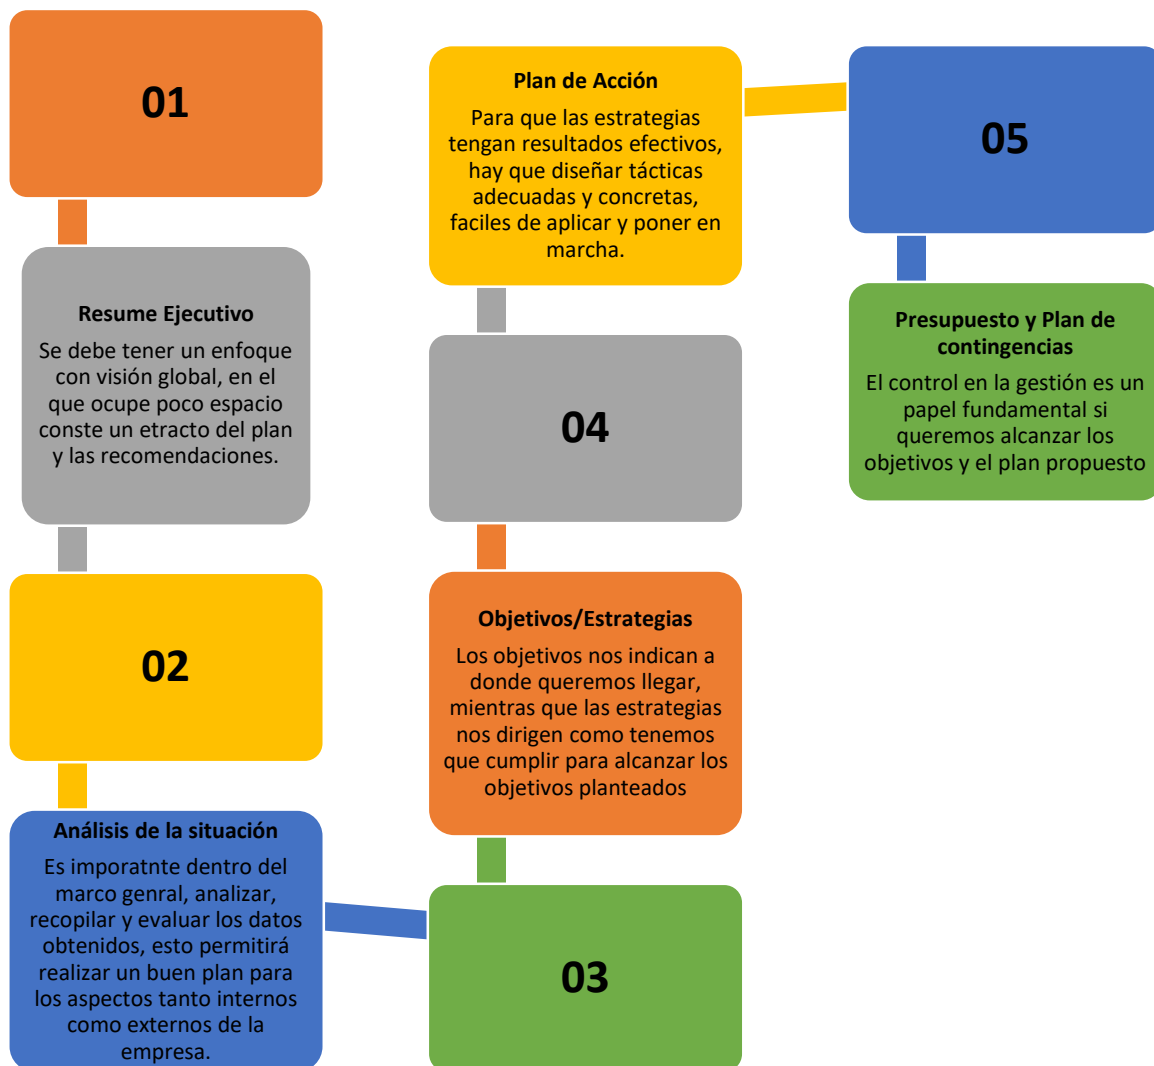 01
Resume Ejecutivo
Se debe tener un enfoque
con visión global, en el
que ocupe poco espacio
conste un etracto del plan
y las recomendaciones.
02
Análisis de la situación
Es imporatnte dentro del
marco genral, analizar,
recopilar y evaluar los datos
obtenidos, esto permitirá
realizar un buen plan para
los aspectos tanto internos
como externos de la
empresa.
03
Objetivos/Estrategias
Los objetivos nos indican a
donde queremos llegar,
mientras que las estrategias
nos dirigen como tenemos
que cumplir para alcanzar los
objetivos planteados
04
Plan de Acción
Para que las estrategias
tengan resultados efectivos,
hay que diseñar tácticas
adecuadas y concretas,
faciles de aplicar y poner en
marcha.
05
Presupuesto y Plan de
contingencias
El control en la gestión es un
papel fundamental si
queremos alcanzar los
objetivos y el plan propuesto